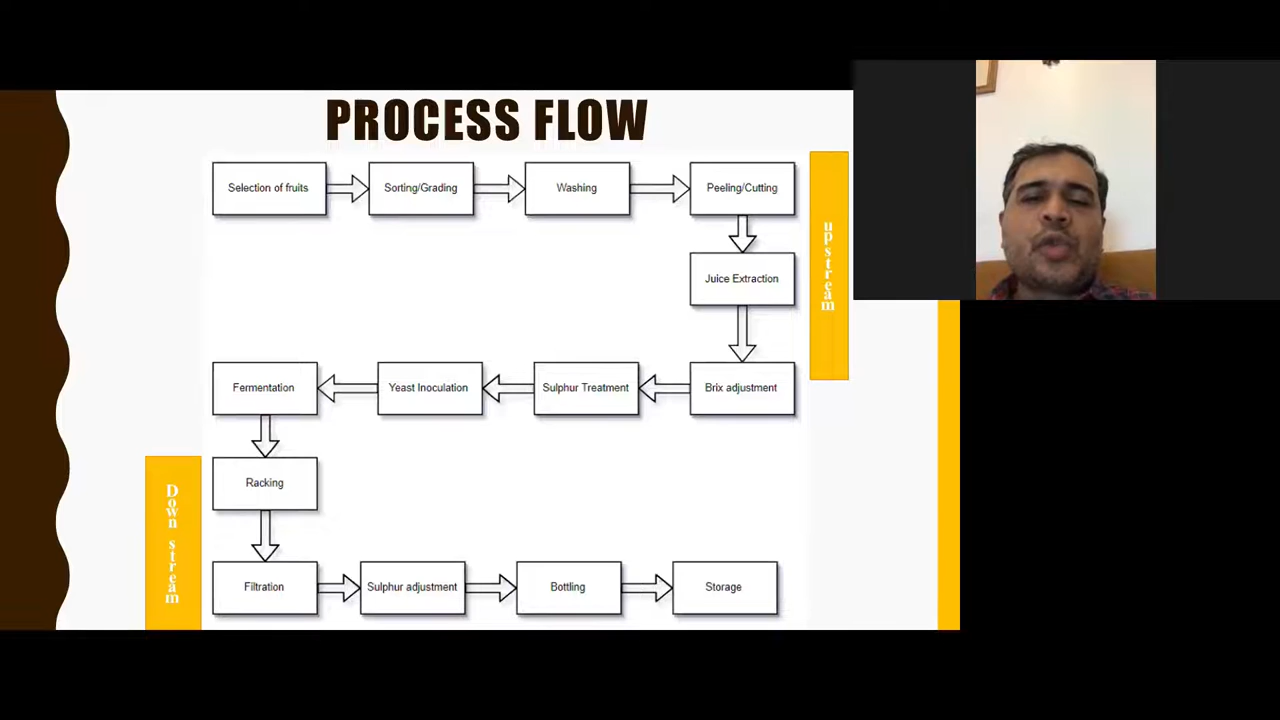 PROCESS FLOW
Selection of fruits
Sorting/Grading
Washing
Peeling/Cutting
upstream
Juice Extraction
Brix adjustment
Sulphur Treatment
Yeast Inoculation
Fermentation
Racking
Down stream
Filtration
Sulphur adjustment
Bottling
Storage